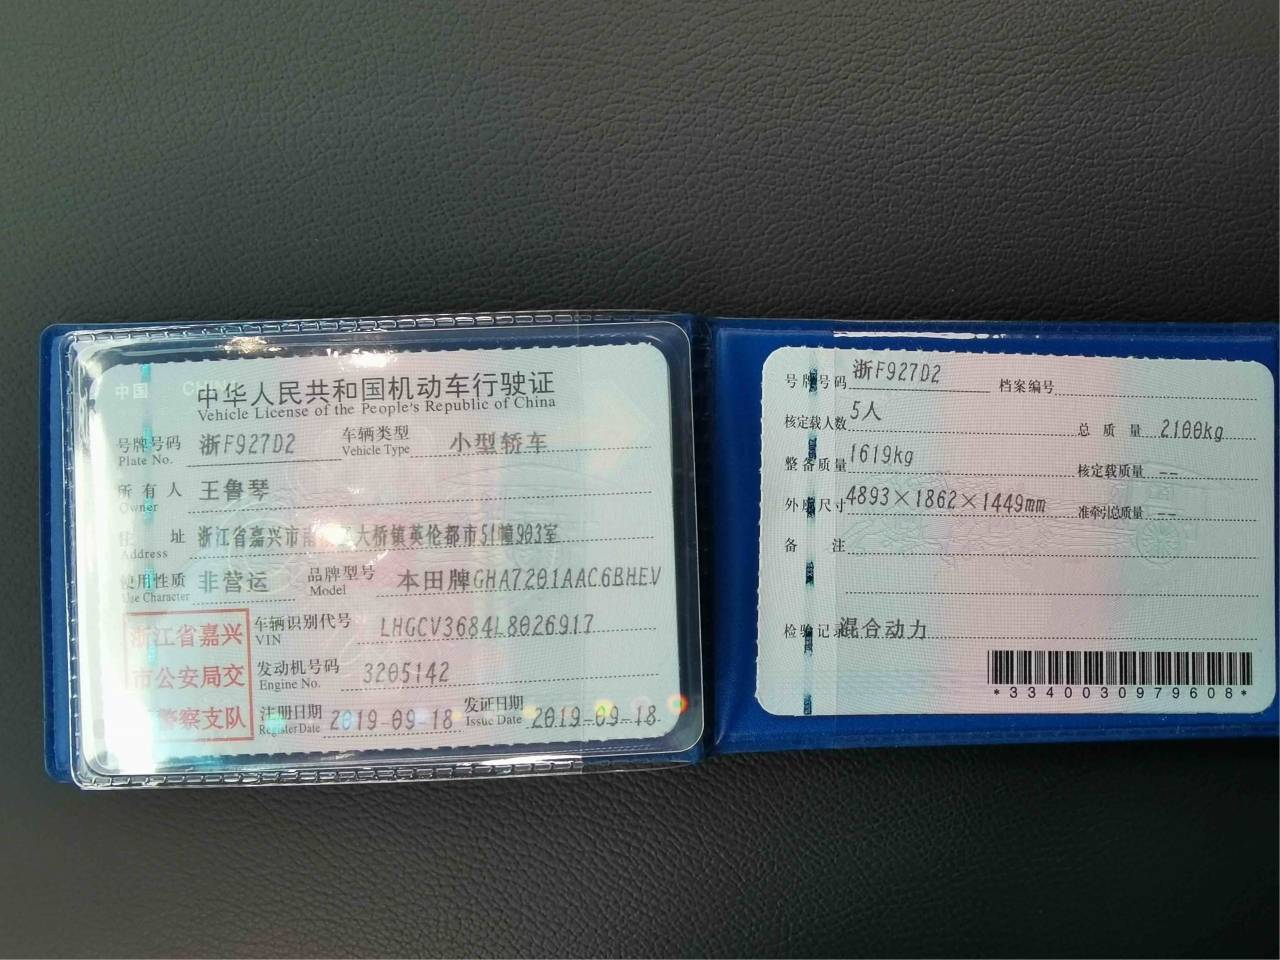 中国 CHINA
中华人民共和国机动车行驶证
Vehicle License of the People's Republic of China
号牌号码 浙F927D2 车辆类型 小型轿车
Plate No. Vehicle Type
所有人 王鲁琴
Owner
住 址 浙江省嘉兴市南 区大桥镇英伦都市51幢903室
Address
使用性质 非营运 品牌型号 本田牌GHA7201AAC6BHEV
Use Character Model
浙江省嘉兴市公安局交 警察支队
车辆识别代号 LHGCV3684L8026917
VIN
发动机号码 3205142
Engine No.
注册日期 2019-09-18 发证日期 2019-09-18
Register Date Issue Date
号牌号码 浙F927D2 档案编号
核定载人数 5人 总质量 2100kg
整备质量 1619kg 核定载质量 --
外廓尺寸 4893×1862×1449mm 准牵引总质量 --
备 注
检验记录 混合动力
*3340030979608*